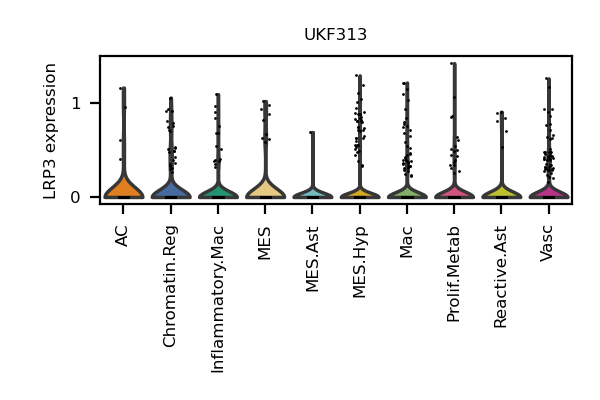 UKF313
LRP3 expression
1
0
AC
Chromatin.Reg
Inflammatory.Mac
MES
MES.Ast
MES.Hyp
Mac
Prolif.Metab
Reactive.Ast
Vasc